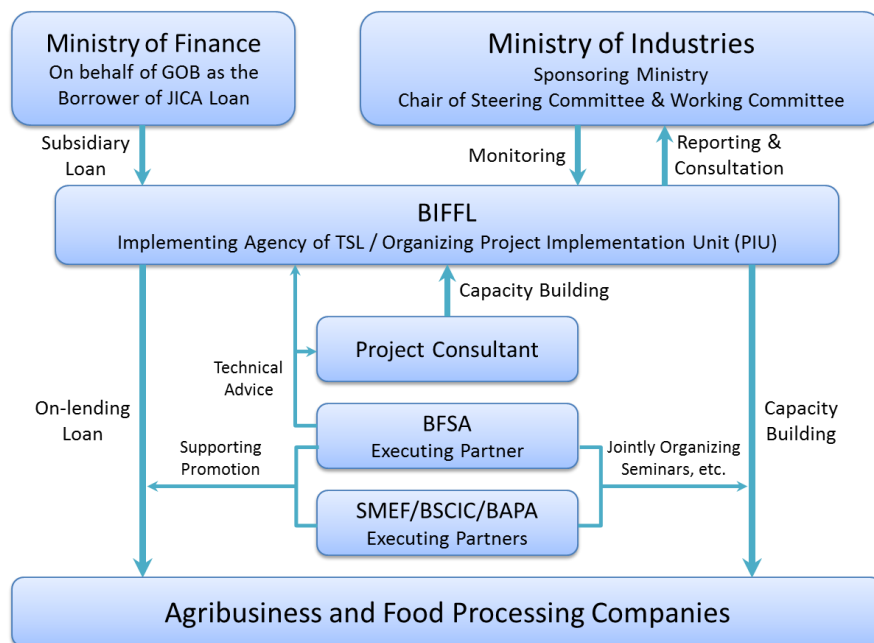 Ministry of Finance
On behalf of GOB as the
Borrower of JICA Loan
Ministry of Industries
Sponsoring Ministry
Chair of Steering Committee & Working Committee
Subsidiary
Loan
Monitoring
Reporting &
Consultation
BIFFL
Implementing Agency of TSL / Organizing Project Implementation Unit (PIU)
Capacity Building
Project Consultant
Technical
Advice
On-lending
Loan
BFSA
Executing Partner
Capacity
Building
Supporting
Promotion
Jointly Organizing
Seminars, etc.
SMEF/BSCIC/BAPA
Executing Partners
Agribusiness and Food Processing Companies